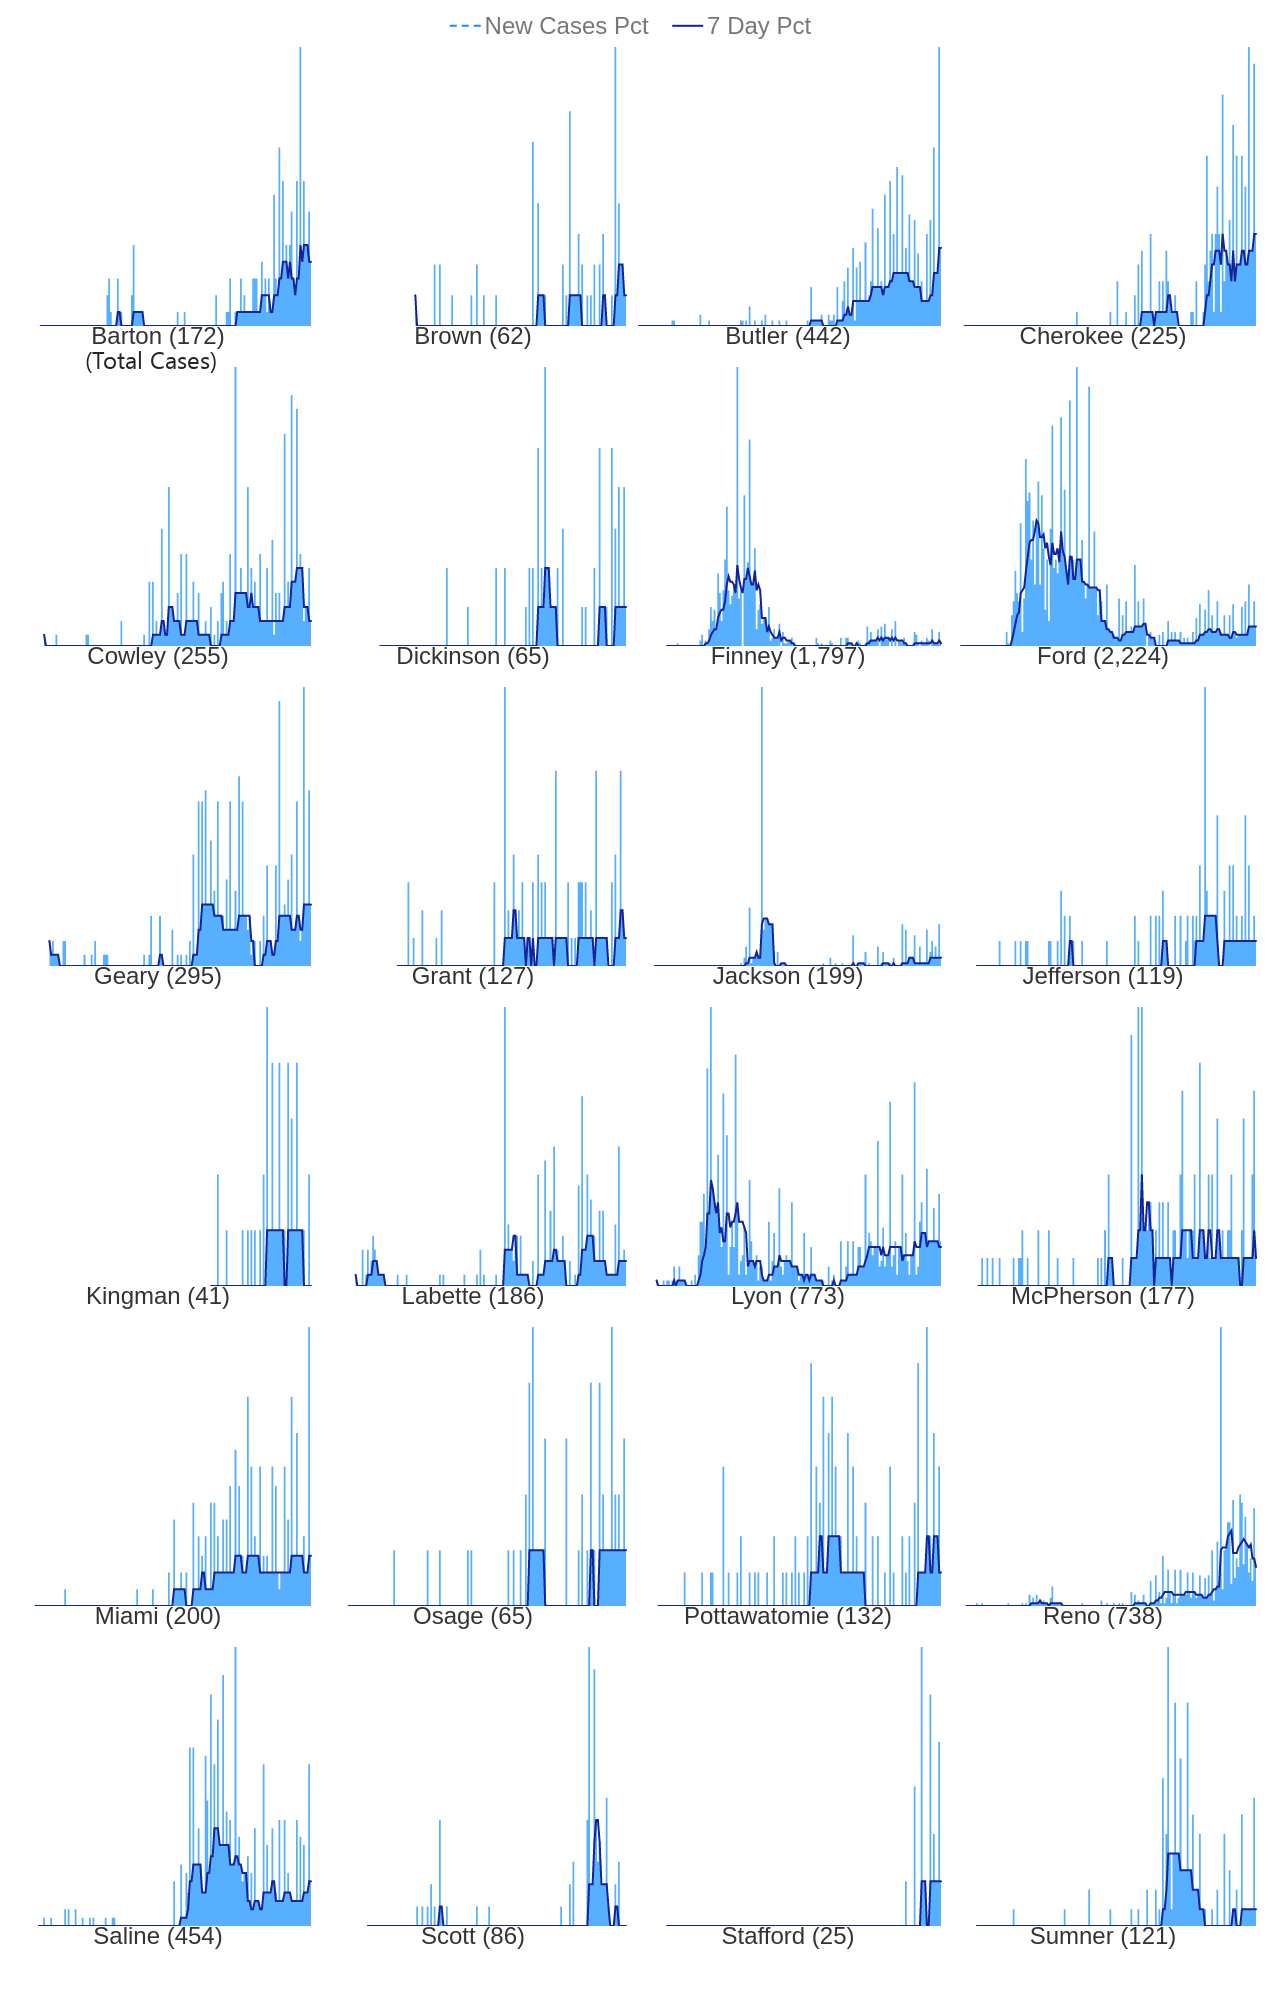 New Cases Pct 7 Day Pct
Barton (172) Brown (62) Butler (442) Cherokee (225)
(Total Cases)
Cowley (255) Dickinson (65) Finney (1,797) Ford (2,224)
Geary (295) Grant (127) Jackson (199) Jefferson (119)
Kingman (41) Labette (186) Lyon (773) McPherson (177)
Miami (200) Osage (65) Pottawatomie (132) Reno (738)
Saline (454) Scott (86) Stafford (25) Sumner (121)